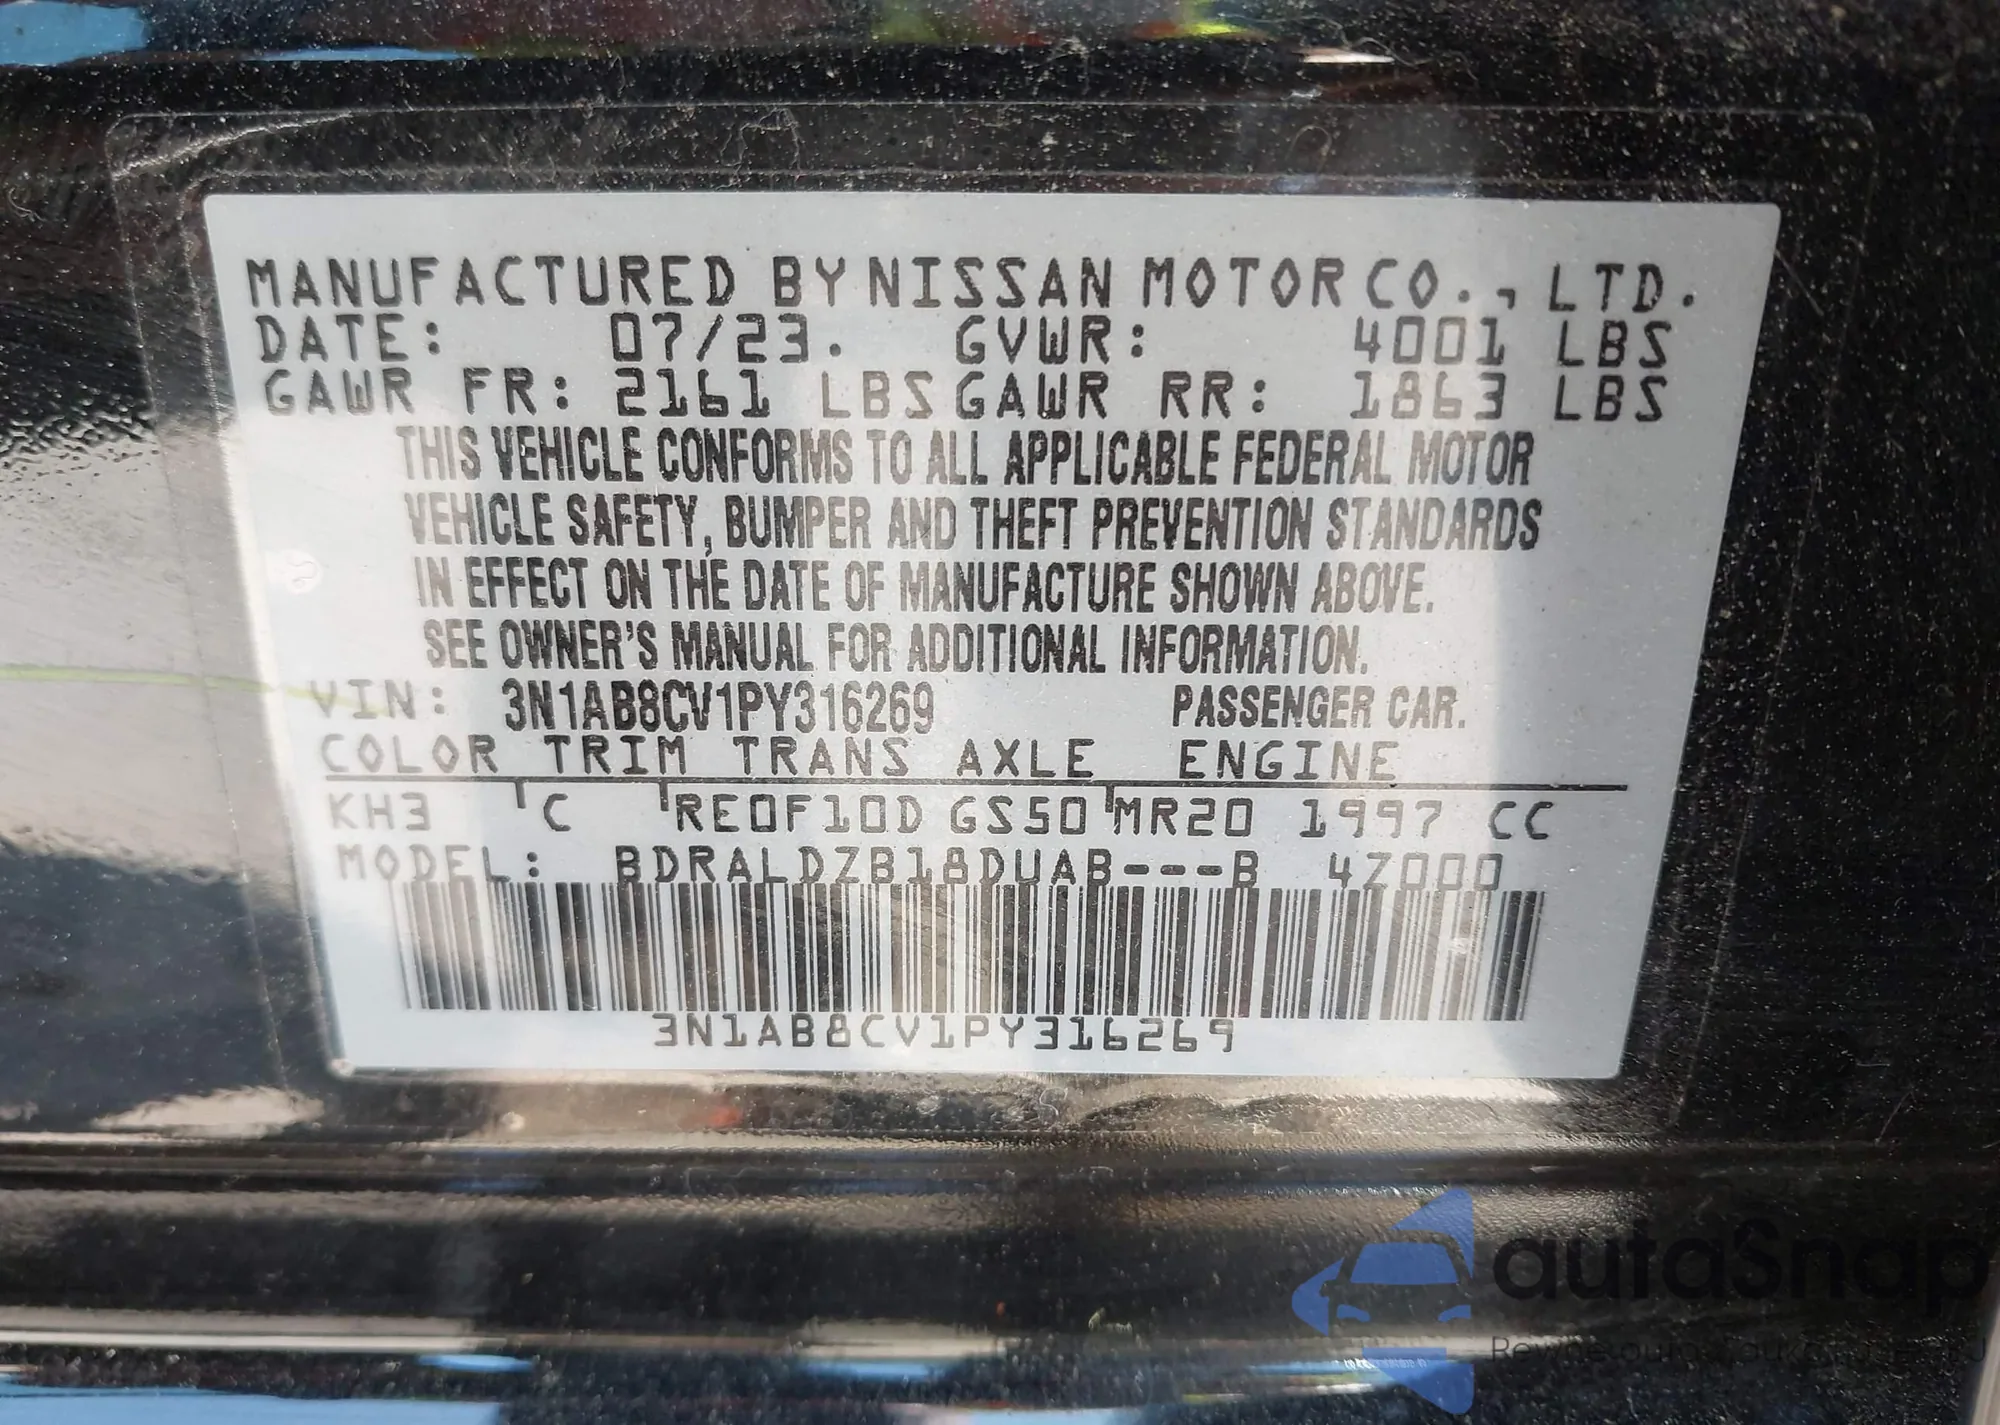 MANUFACTURED BY NISSAN MOTOR CO., LTD.
DATE: 07/23. GVWR: 4001 LBS
GAWR FR: 2161 LBS GAWR RR: 1863 LBS
THIS VEHICLE CONFORMS TO ALL APPLICABLE FEDERAL MOTOR
VEHICLE SAFETY, BUMPER AND THEFT PREVENTION STANDARDS
IN EFFECT ON THE DATE OF MANUFACTURE SHOWN ABOVE.
SEE OWNER'S MANUAL FOR ADDITIONAL INFORMATION.
VIN: 3N1AB8CV1PY316269 PASSENGER CAR.
COLOR TRIM TRANS AXLE ENGINE
KH3 C RE0F10D GS50 MR20 1997 CC
MODEL: BDRALDZB18DUAB---B 4Z000
3N1AB8CV1PY316269
autoSnap